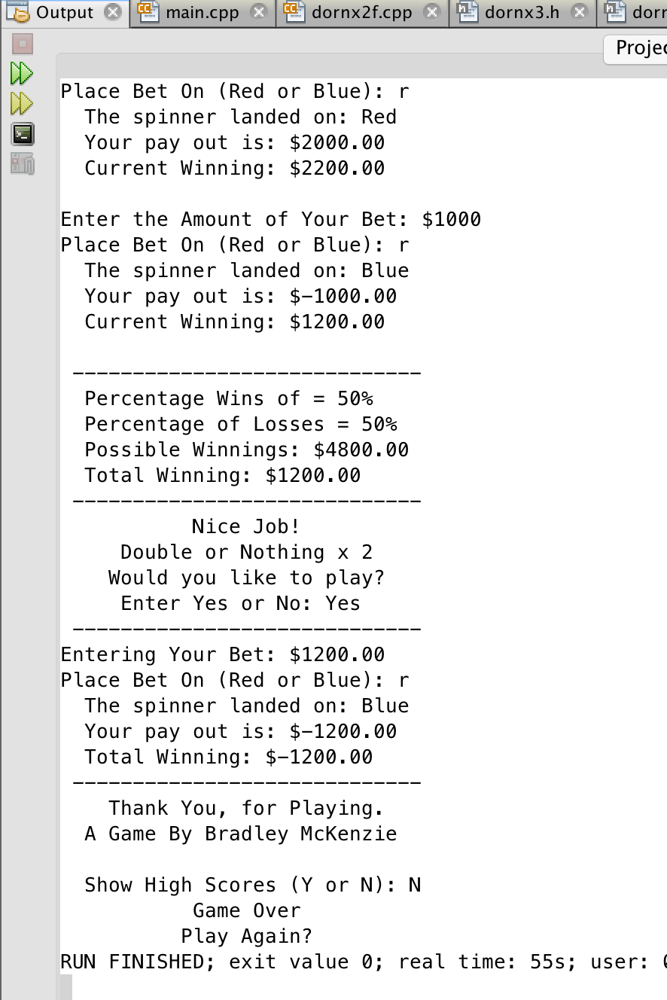 Output main.cpp dornx2f.cpp dornx3.h
Place Bet On (Red or Blue): r
The spinner landed on: Red
Your pay out is: $2000.00
Current Winning: $2200.00
Enter the Amount of Your Bet: $1000
Place Bet On (Red or Blue): r
The spinner landed on: Blue
Your pay out is: $-1000.00
Current Winning: $1200.00
-----------------------------
Percentage Wins of = 50%
Percentage of Losses = 50%
Possible Winnings: $4800.00
Total Winning: $1200.00
-----------------------------
Nice Job!
Double or Nothing x 2
Would you like to play?
Enter Yes or No: Yes
-----------------------------
Entering Your Bet: $1200.00
Place Bet On (Red or Blue): r
The spinner landed on: Blue
Your pay out is: $-1200.00
Total Winning: $-1200.00
-----------------------------
Thank You, for Playing.
A Game By Bradley McKenzie
Show High Scores (Y or N): N
Game Over
Play Again?
RUN FINISHED; exit value 0; real time: 55s; user: